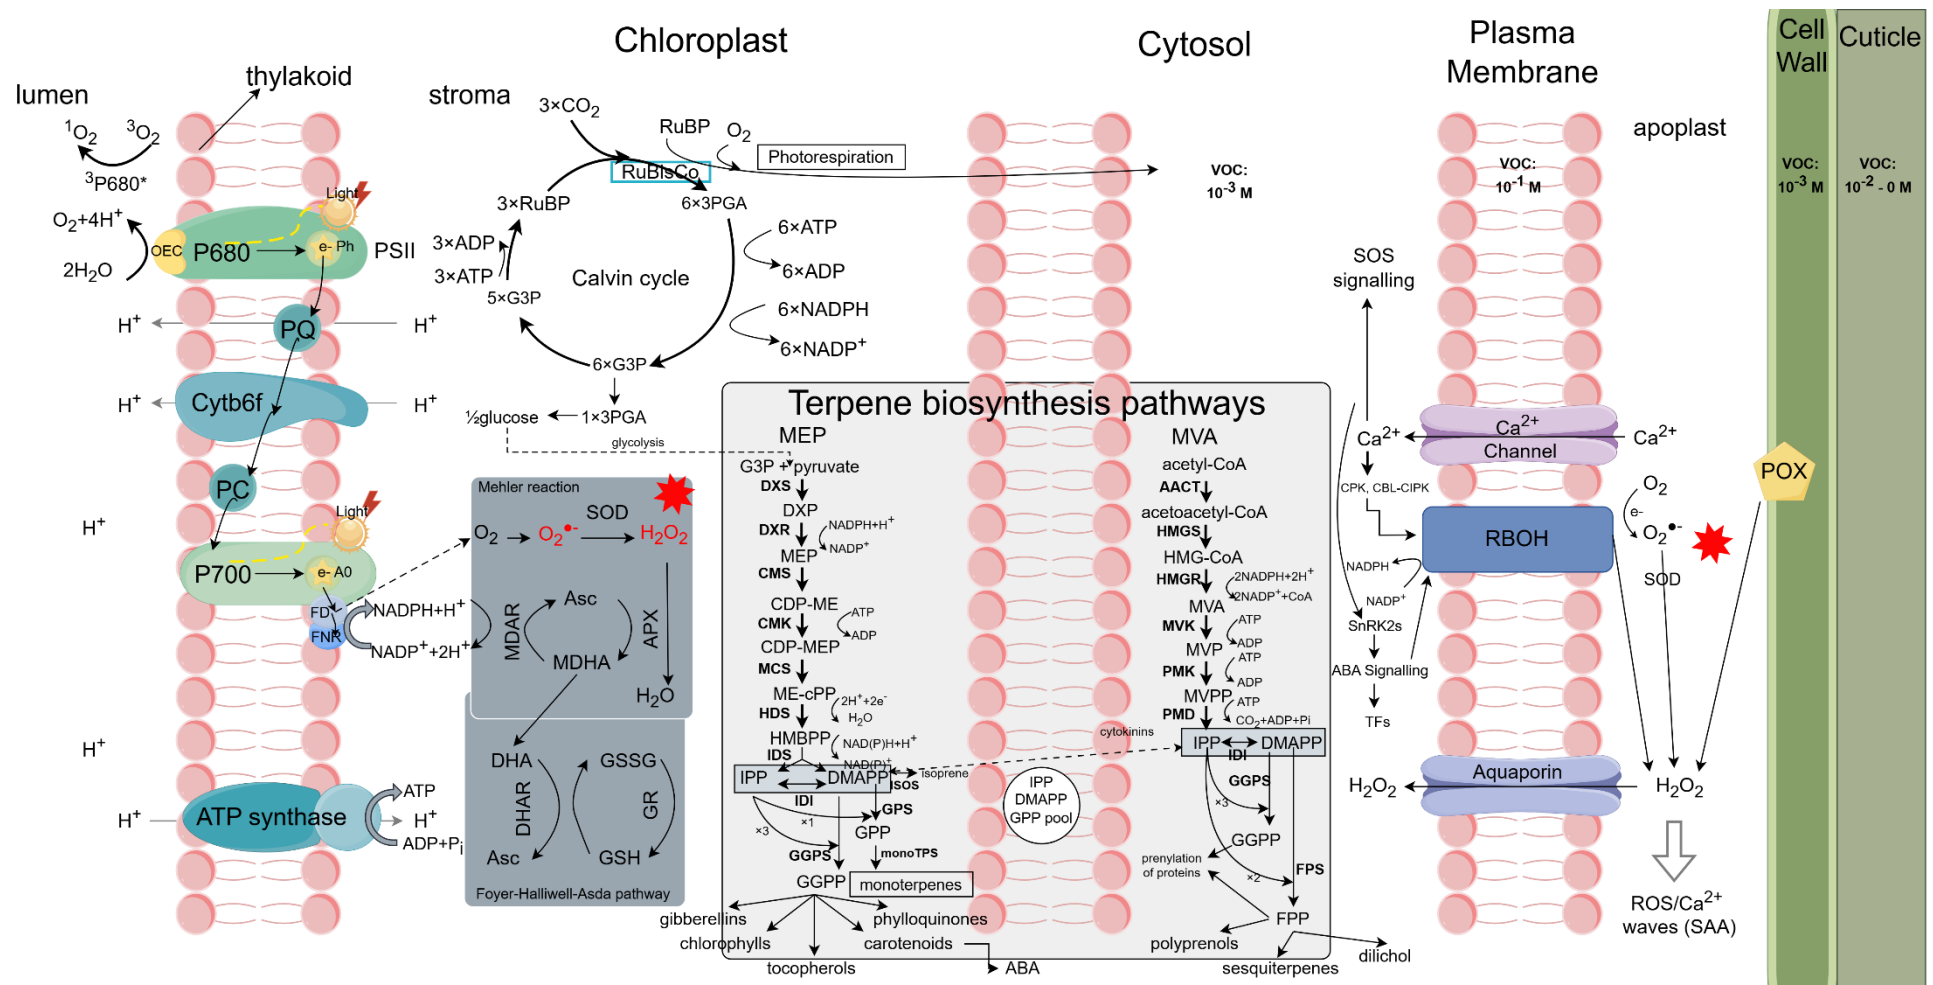 Chloroplast
Cytosol
Plasma
Membrane
Cell
Wall
Cuticle
lumen
thylakoid
stroma
apoplast
¹O₂
³O₂
³P680*
O₂+4H⁺
2H₂O
OEC
P680
Light
e-
Ph
PSII
H⁺
PQ
H⁺
H⁺
Cytb6f
H⁺
PC
H⁺
Light
P700
e-
A0
FD
FNR
NADPH+H⁺
NADP⁺+2H⁺
H⁺
H⁺
ATP synthase
ATP
H⁺
ADP+Pᵢ
3×CO₂
RuBP
O₂
Photorespiration
RuBisCo
3×RuBP
6×3PGA
3×ADP
3×ATP
5×G3P
Calvin cycle
6×ATP
6×ADP
6×NADPH
6×NADP⁺
6×G3P
½glucose
1×3PGA
glycolysis
Mehler reaction
O₂
O₂•-
SOD
H₂O₂
MDAR
Asc
APX
MDHA
H₂O
DHA
GSSG
DHAR
GR
Asc
GSH
Foyer-Halliwell-Asda pathway
Terpene biosynthesis pathways
MEP
G3P + pyruvate
DXS
DXP
DXR
NADPH+H⁺
NADP⁺
MEP
CMS
CDP-ME
CMK
ATP
ADP
CDP-MEP
MCS
ME-cPP
HDS
2H⁺+2e⁻
H₂O
HMBPP
IDS
NAD(P)H+H⁺
NAD(P)⁺
IPP
DMAPP
isoprene
ISOS
IDI
GPS
×1
×3
GPP
GGPS
monoTPS
GGPP
monoterpenes
gibberellins
phylloquinones
chlorophylls
carotenoids
tocopherols
ABA
IPP
DMAPP
GPP pool
MVA
acetyl-CoA
AACT
acetoacetyl-CoA
HMGS
HMG-CoA
HMGR
2NADPH+2H⁺
2NADP⁺+CoA
MVA
MVK
ATP
ADP
MVP
PMK
ATP
ADP
MVPP
PMD
ATP
CO₂+ADP+Pi
cytokinins
IPP
DMAPP
IDI
GGPS
×3
GGPP
prenylation
of proteins
×2
FPS
FPP
polyprenols
sesquiterpenes
dilichol
VOC:
10⁻³ M
VOC:
10⁻¹ M
VOC:
10⁻³ M
VOC:
10⁻² - 0 M
SOS
signalling
Ca²⁺
Ca²⁺
Channel
Ca²⁺
CPK, CBL-CIPK
RBOH
NADPH
NADP⁺
SnRK2s
ABA Signalling
TFs
O₂
e-
O₂•-
SOD
POX
H₂O₂
Aquaporin
H₂O₂
ROS/Ca²⁺
waves (SAA)